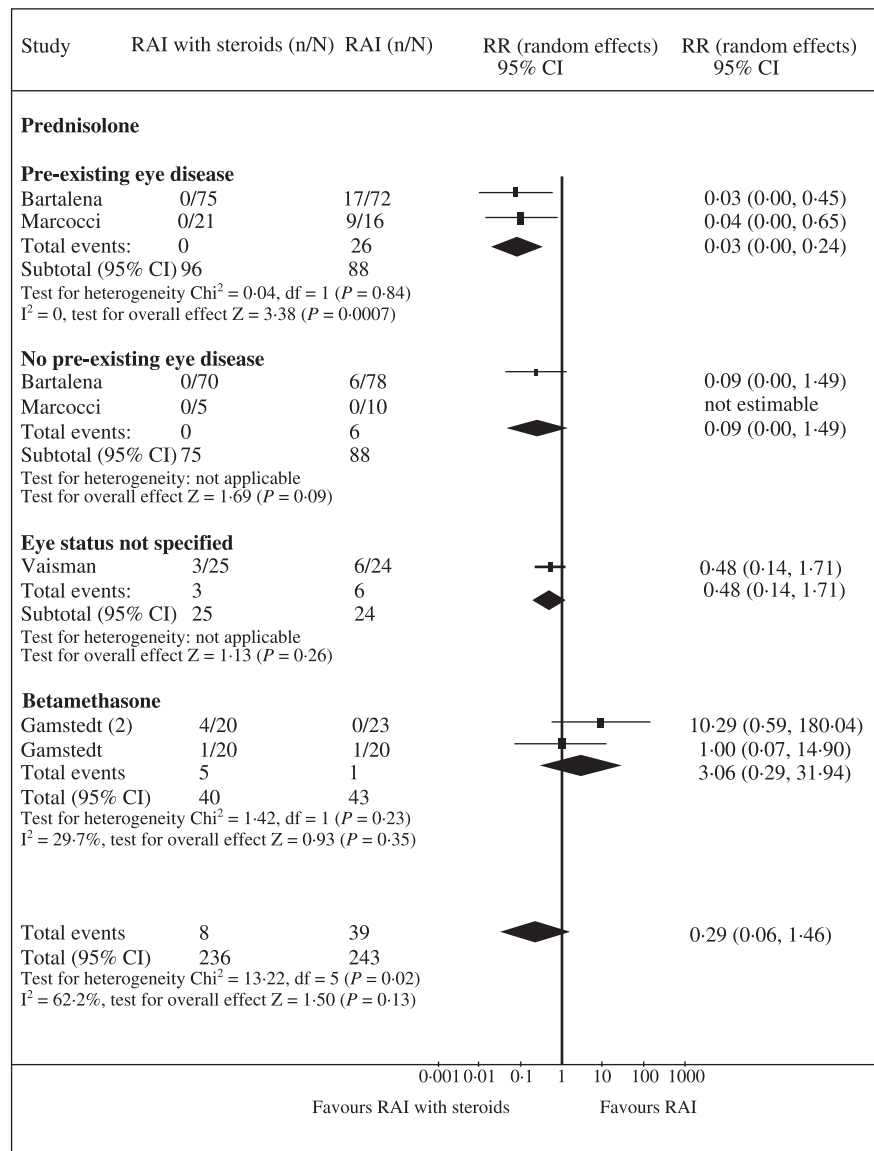 Study RAI with steroids (n/N) RAI (n/N) RR (random effects) RR (random effects)
95% CI 95% CI
Prednisolone
Pre-existing eye disease
Bartalena 0/75 17/72 0·03 (0·00, 0·45)
Marcocci 0/21 9/16 0·04 (0·00, 0·65)
Total events: 0 26 0·03 (0·00, 0·24)
Subtotal (95% CI) 96 88
Test for heterogeneity Chi² = 0·04, df = 1 (P = 0·84)
I² = 0, test for overall effect Z = 3·38 (P = 0·0007)
No pre-existing eye disease
Bartalena 0/70 6/78 0·09 (0·00, 1·49)
Marcocci 0/5 0/10 not estimable
Total events: 0 6 0·09 (0·00, 1·49)
Subtotal (95% CI) 75 88
Test for heterogeneity: not applicable
Test for overall effect Z = 1·69 (P = 0·09)
Eye status not specified
Vaisman 3/25 6/24 0·48 (0·14, 1·71)
Total events: 3 6 0·48 (0·14, 1·71)
Subtotal (95% CI) 25 24
Test for heterogeneity: not applicable
Test for overall effect Z = 1·13 (P = 0·26)
Betamethasone
Gamstedt (2) 4/20 0/23 10·29 (0·59, 180·04)
Gamstedt 1/20 1/20 1·00 (0·07, 14·90)
Total events 5 1 3·06 (0·29, 31·94)
Total (95% CI) 40 43
Test for heterogeneity Chi² = 1·42, df = 1 (P = 0·23)
I² = 29·7%, test for overall effect Z = 0·93 (P = 0·35)
Total events 8 39 0·29 (0·06, 1·46)
Total (95% CI) 236 243
Test for heterogeneity Chi² = 13·22, df = 5 (P = 0·02)
I² = 62·2%, test for overall effect Z = 1·50 (P = 0·13)
0·001 0·01 0·1 1 10 100 1000
Favours RAI with steroids Favours RAI